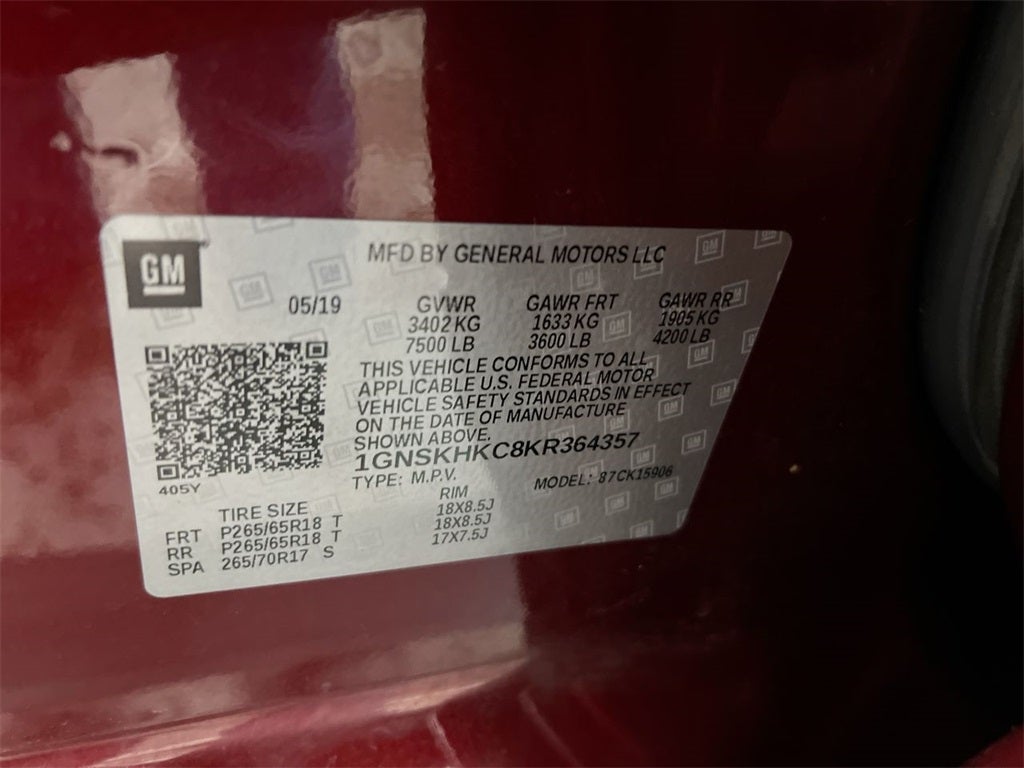 GM
MFD BY GENERAL MOTORS LLC
05/19 GVWR GAWR FRT GAWR RR
3402 KG 1633 KG 1905 KG
7500 LB 3600 LB 4200 LB
THIS VEHICLE CONFORMS TO ALL
APPLICABLE U.S. FEDERAL MOTOR
VEHICLE SAFETY STANDARDS IN EFFECT
ON THE DATE OF MANUFACTURE
SHOWN ABOVE.
1GNSKHKC8KR364357
405Y
TYPE: M.P.V. MODEL: 87CK15906
TIRE SIZE RIM
FRT P265/65R18 T 18X8.5J
RR P265/65R18 T 18X8.5J
SPA 265/70R17 S 17X7.5J